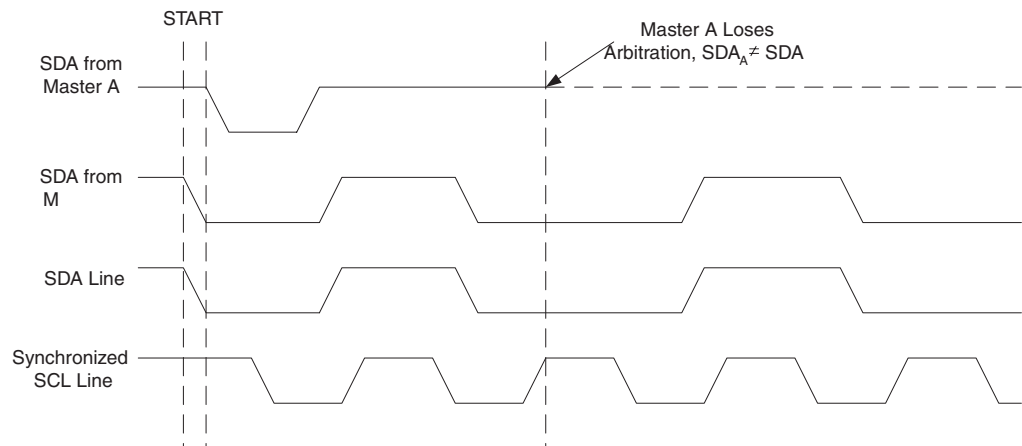 START
SDA from
Master A
Master A Loses
Arbitration, SDA_A ≠ SDA
SDA from
M
SDA Line
Synchronized
SCL Line